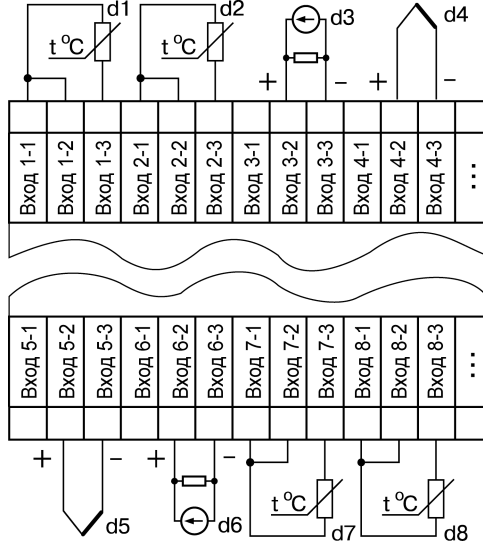 d1 d2 d3 d4
t °C t °C
+ – + –
Вход 1-1
Вход 1-2
Вход 1-3
Вход 2-1
Вход 2-2
Вход 2-3
Вход 3-1
Вход 3-2
Вход 3-3
Вход 4-1
Вход 4-2
Вход 4-3
...
Вход 5-1
Вход 5-2
Вход 5-3
Вход 6-1
Вход 6-2
Вход 6-3
Вход 7-1
Вход 7-2
Вход 7-3
Вход 8-1
Вход 8-2
Вход 8-3
...
+ – + –
t °C t °C
d5 d6 d7 d8